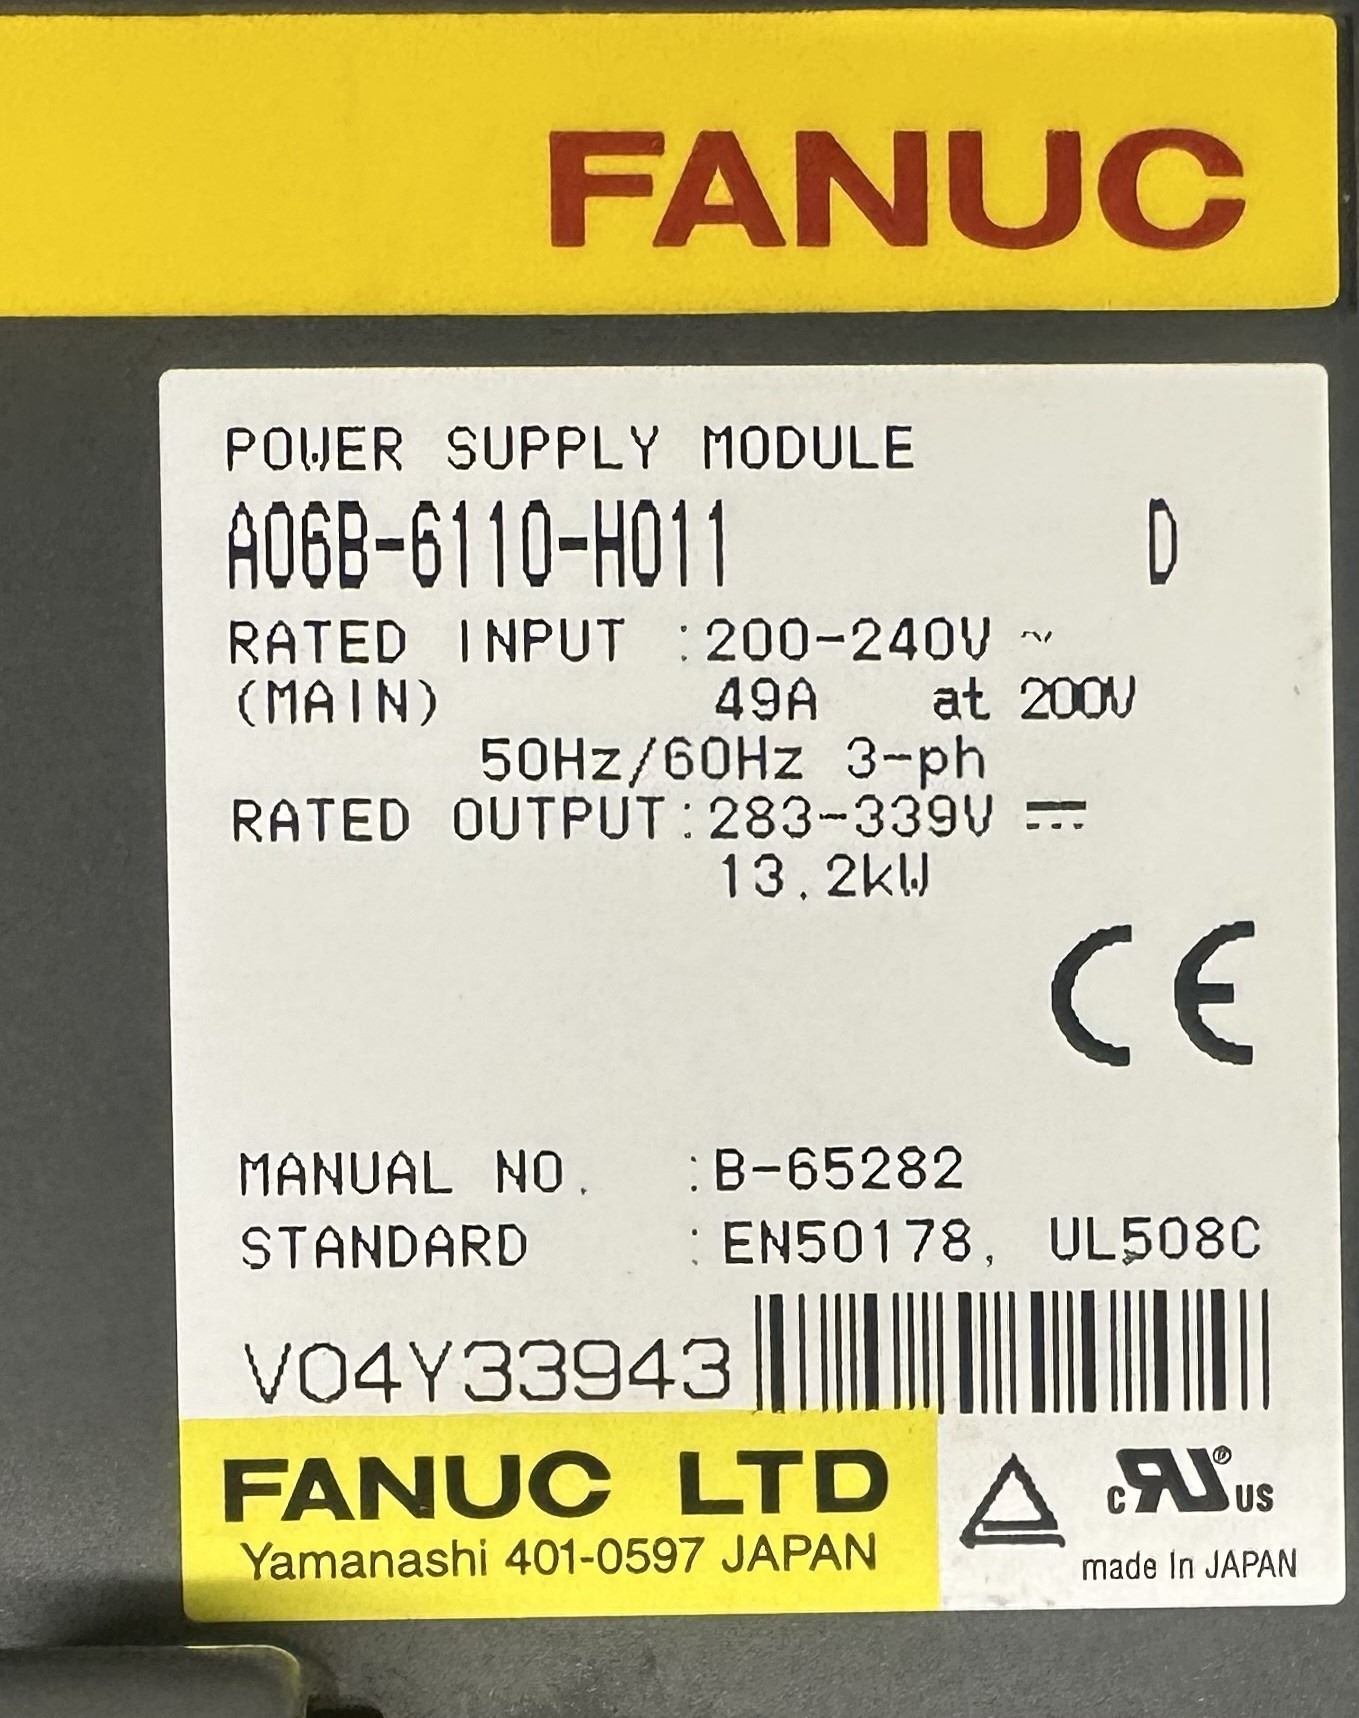 FANUC
POWER SUPPLY MODULE
A06B-6110-H011 D
RATED INPUT :200-240V ~
(MAIN) 49A at 200V
50Hz/60Hz 3-ph
RATED OUTPUT:283-339V ⎓
13.2kW
CE
MANUAL NO. :B-65282
STANDARD :EN50178, UL508C
V04Y33943
FANUC LTD
Yamanashi 401-0597 JAPAN
c RU ® US
made In JAPAN